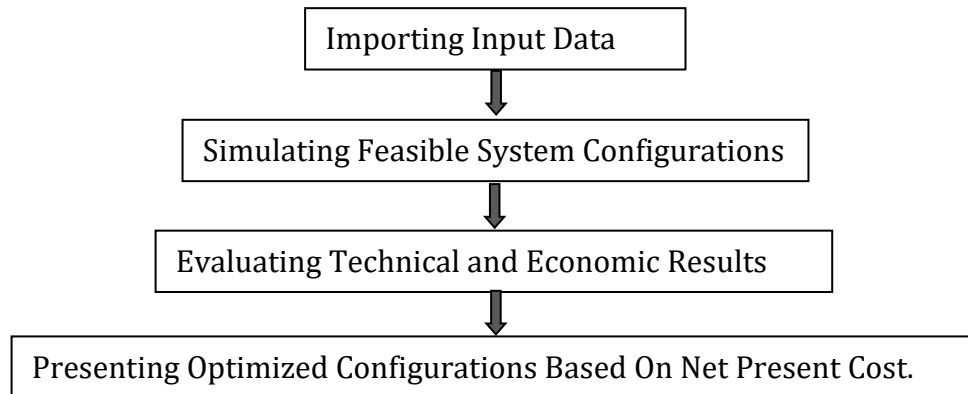 Importing Input Data
Simulating Feasible System Configurations
Evaluating Technical and Economic Results
Presenting Optimized Configurations Based On Net Present Cost.